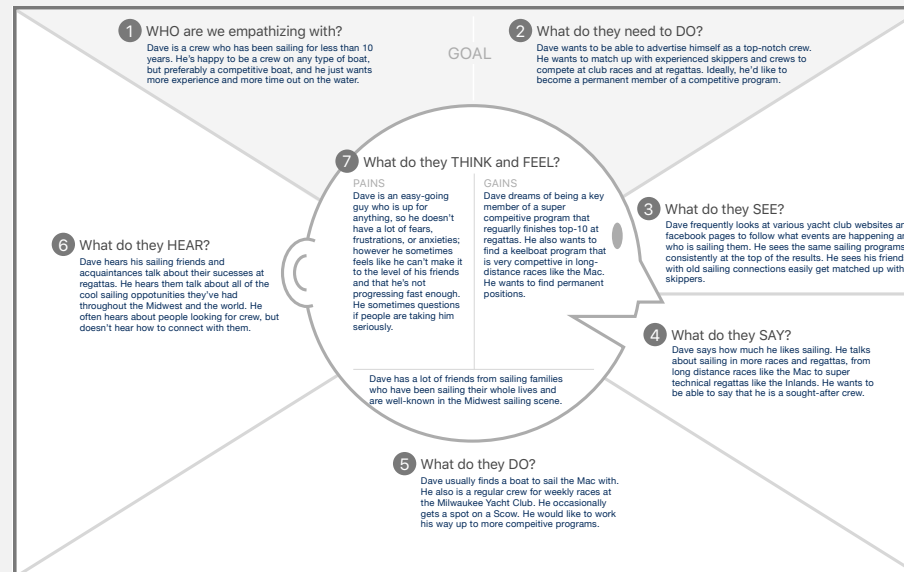 1 WHO are we empathizing with?
Dave is a crew who has been sailing for less than 10
years. He's happy to be a crew on any type of boat,
but preferably a competitive boat, and he just wants
more experience and more time out on the water.
GOAL
2 What do they need to DO?
Dave wants to be able to advertise himself as a top-notch crew.
He wants to match up with experienced skippers and crews to
compete at club races and at regattas. Ideally, he'd like to
become a permanent member of a competitive program.
7 What do they THINK and FEEL?
PAINS
Dave is an easy-going
guy who is up for
anything, so he doesn't
have a lot of fears,
frustrations, or anxieties;
however he sometimes
feels like he can't make it
to the level of his friends
and that he's not
progressing fast enough.
He sometimes questions
if people are taking him
seriously.
GAINS
Dave dreams of being a key
member of a super
compeitive program that
reguarlly finishes top-10 at
regattas. He also wants to
find a keelboat program that
is very competitive in long-
distance races like the Mac.
He wants to find permanent
positions.
Dave has a lot of friends from sailing families
who have been sailing their whole lives and
are well-known in the Midwest sailing scene.
3 What do they SEE?
Dave frequently looks at various yacht club websites
facebook pages to follow what events are happening
who is sailing them. He sees the same sailing programs
consistently at the top of the results. He sees his
with old sailing connections easily get matched up with
skippers.
4 What do they SAY?
Dave says how much he likes sailing. He talks
about sailing in more races and regattas, from
long distance races like the Mac to super
technical regattas like the Inlands. He wants to
be able to say that he is a sought-after crew.
5 What do they DO?
Dave usually finds a boat to sail the Mac with.
He also is a regular crew for weekly races at
the Milwaukee Yacht Club. He occasionally
gets a spot on a Scow. He would like to work
his way up to more compeitive programs.
6 What do they HEAR?
Dave hears his sailing friends and
acquaintances talk about their sucesses at
regattas. He hears them talk about all of the
cool sailing oppotunities they've had
throughout the Midwest and the world. He
often hears about people looking for crew, but
doesn't hear how to connect with them.